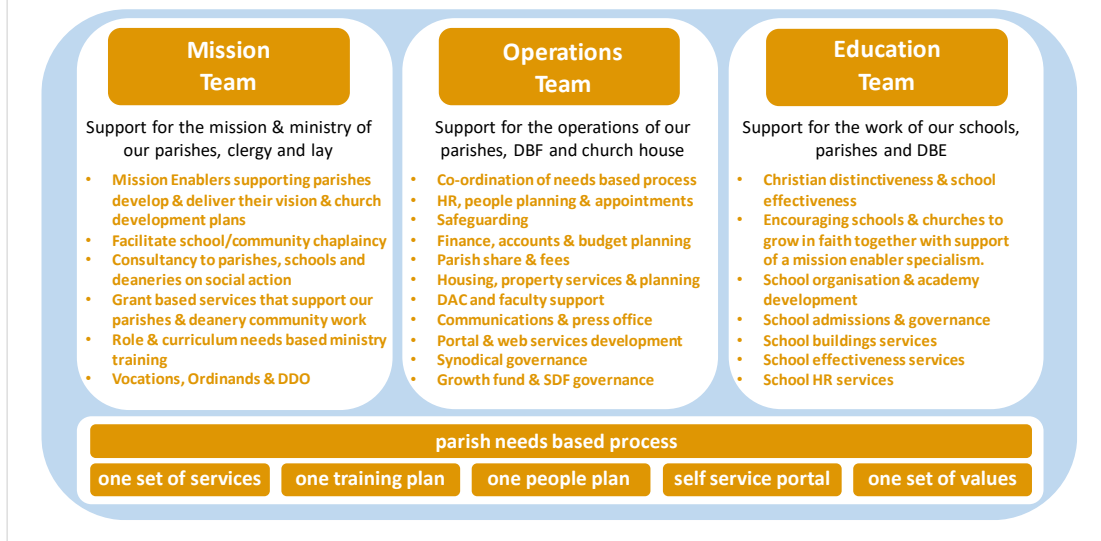 Mission
Team
Support for the mission & ministry of
our parishes, clergy and lay
• Mission Enablers supporting parishes
develop & deliver their vision & church
development plans
• Facilitate school/community chaplaincy
• Consultancy to parishes, schools and
deaneries on social action
• Grant based services that support our
parishes & deanery community work
• Role & curriculum needs based ministry
training
• Vocations, Ordinands & DDO
Operations
Team
Support for the operations of our
parishes, DBF and church house
• Co-ordination of needs based process
• HR, people planning & appointments
• Safeguarding
• Finance, accounts & budget planning
• Parish share & fees
• Housing, property services & planning
• DAC and faculty support
• Communications & press office
• Portal & web services development
• Synodical governance
• Growth fund & SDF governance
Education
Team
Support for the work of our schools,
parishes and DBE
• Christian distinctiveness & school
effectiveness
• Encouraging schools & churches to
grow in faith together with support
of a mission enabler specialism.
• School organisation & academy
development
• School admissions & governance
• School buildings services
• School effectiveness services
• School HR services
parish needs based process
one set of services
one training plan
one people plan
self service portal
one set of values